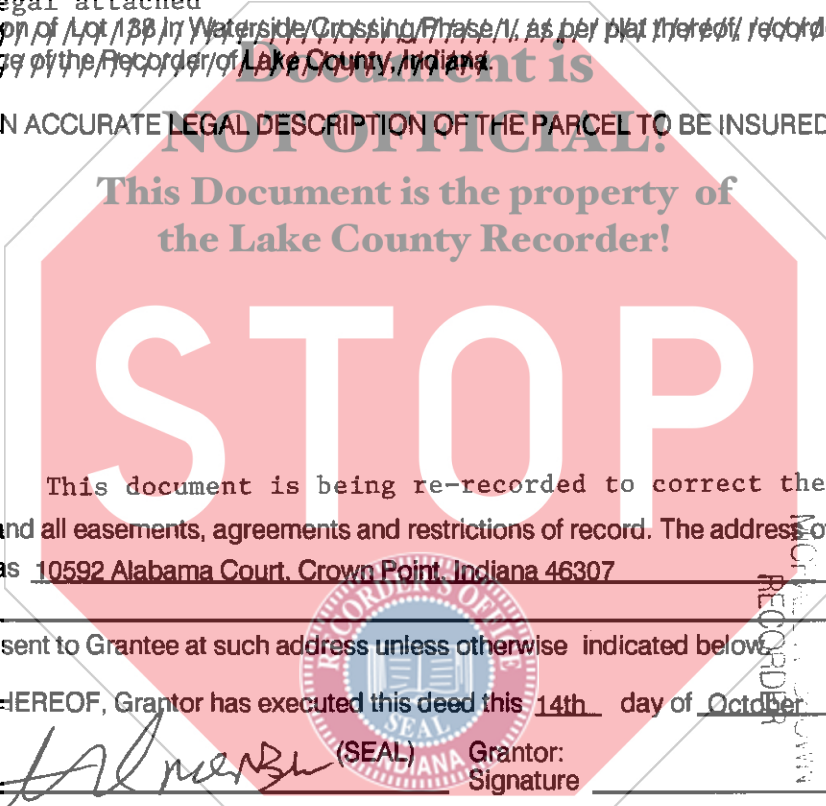 egal attached
on of Lot 138 in Waterside Crossing Phase 1, as per plat thereof, record
e of the Recorder of Lake County, Indiana
Document is
N ACCURATE LEGAL DESCRIPTION OF THE PARCEL TO BE INSURED
NOT OFFICIAL!
This Document is the property of
the Lake County Recorder!
STOP
This document is being re-recorded to correct the
nd all easements, agreements and restrictions of record. The address of
as 10592 Alabama Court, Crown Point, Indiana 46307
sent to Grantee at such address unless otherwise indicated below.
HEREOF, Grantor has executed this deed this 14th day of October
(SEAL) Grantor:
Signature
RECORDER'S OFFICE
SEAL
INDIANA
RECORDER